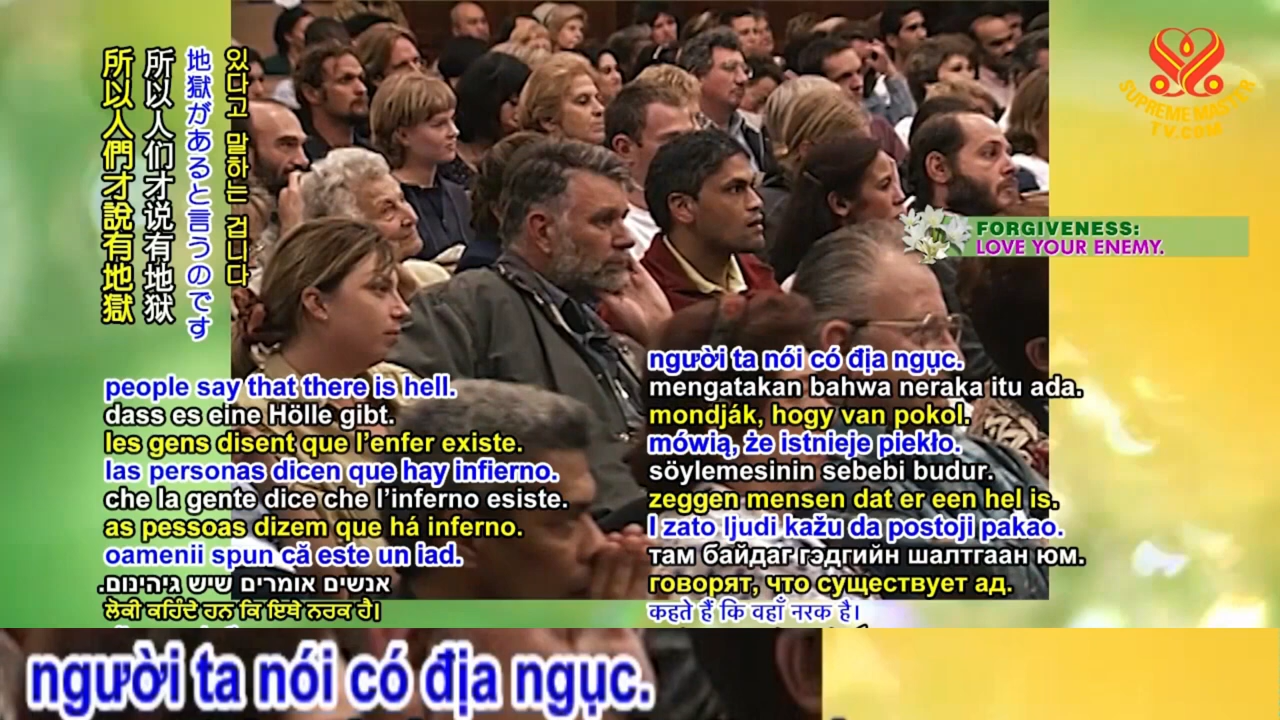 所以人們才說有地獄
所以人们才说有地狱
地獄があると言うのです
있다고 말하는 겁니다
SUPREME MASTER
TV.COM
FORGIVENESS:
LOVE YOUR ENEMY.
people say that there is hell.
dass es eine Hölle gibt.
les gens disent que l’enfer existe.
las personas dicen que hay infierno.
che la gente dice che l’inferno esiste.
as pessoas dizem que há inferno.
oamenii spun că este un iad.
אנשים אומרים שיש גיהינום.
ਲੋਕੀ ਕਹਿੰਦੇ ਹਨ ਕਿ ਇਥੇ ਨਰਕ ਹੈ।
người ta nói có địa ngục.
mengatakan bahwa neraka itu ada.
mondják, hogy van pokol.
mówią, że istnieje piekło.
söylemesinin sebebi budur.
zeggen mensen dat er een hel is.
I zato ljudi kažu da postoji pakao.
там байдаг гэдгийн шалтгаан юм.
говорят, что существует ад.
कहते हैं कि वहाँ नरक है।
người ta nói có địa ngục.